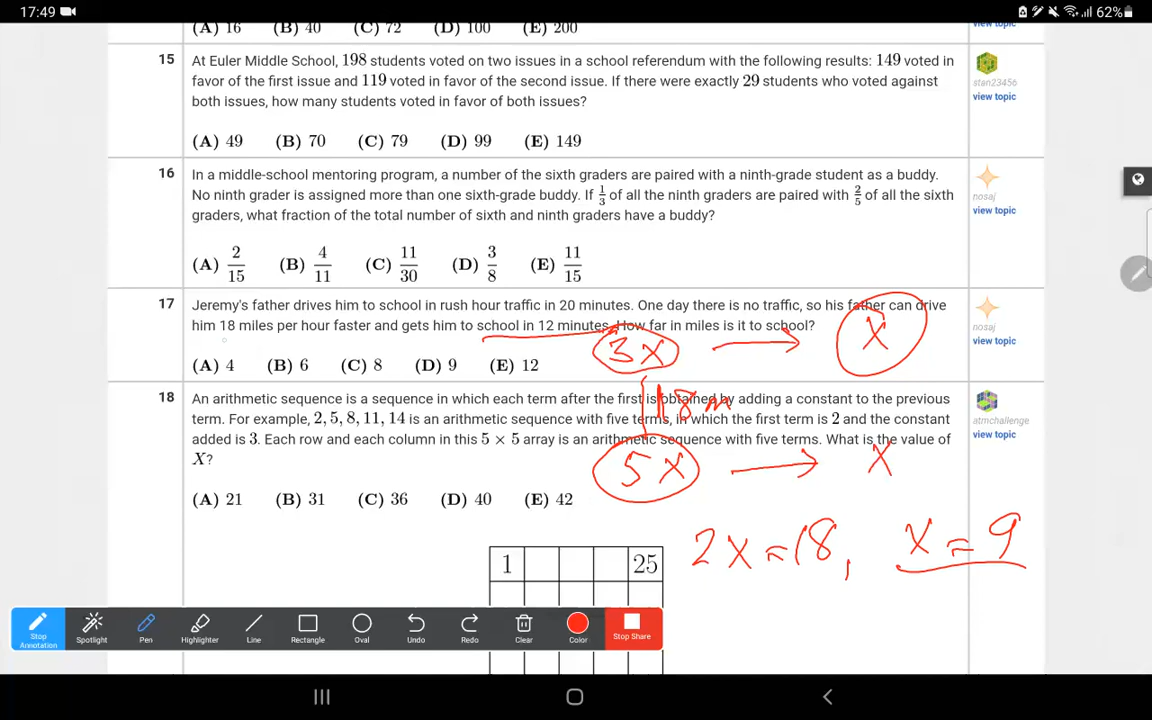 17:49 62%
(A) 16 (B) 40 (C) 72 (D) 100 (E) 200
view topic
15 At Euler Middle School, 198 students voted on two issues in a school referendum with the following results: 149 voted in
favor of the first issue and 119 voted in favor of the second issue. If there were exactly 29 students who voted against
both issues, how many students voted in favor of both issues?
stan23456
view topic
(A) 49 (B) 70 (C) 79 (D) 99 (E) 149
16 In a middle-school mentoring program, a number of the sixth graders are paired with a ninth-grade student as a buddy.
No ninth grader is assigned more than one sixth-grade buddy. If 1/3 of all the ninth graders are paired with 2/5 of all the sixth
graders, what fraction of the total number of sixth and ninth graders have a buddy?
nosaj
view topic
(A) 2/15 (B) 4/11 (C) 11/30 (D) 3/8 (E) 11/15
17 Jeremy's father drives him to school in rush hour traffic in 20 minutes. One day there is no traffic, so his father can drive
him 18 miles per hour faster and gets him to school in 12 minutes. How far in miles is it to school?
nosaj
view topic
3x → x
(A) 4 (B) 6 (C) 8 (D) 9 (E) 12
18 An arithmetic sequence is a sequence in which each term after the first is obtained by adding a constant to the previous
term. For example, 2, 5, 8, 11, 14 is an arithmetic sequence with five terms, in which the first term is 2 and the constant
added is 3. Each row and each column in this 5 × 5 array is an arithmetic sequence with five terms. What is the value of
X?
atmchallenge
view topic
18 m
5x → x
(A) 21 (B) 31 (C) 36 (D) 40 (E) 42
2x = 18, x = 9
1 25
Stop Annotation
Spotlight
Pen
Highlighter
Line
Rectangle
Oval
Undo
Redo
Clear
Color
Stop Share